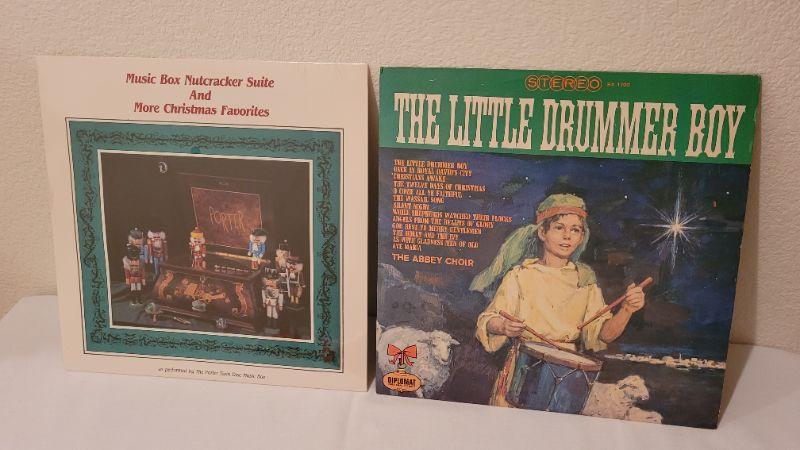 Music Box Nutcracker Suite
And
More Christmas Favorites
PORTER
as performed by the Porter Twin Disc Music Box
STEREO
THE LITTLE DRUMMER BOY
THE LITTLE DRUMMER BOY
ONCE IN ROYAL DAVID'S CITY
CHRISTIANS AWAKE
THE TWELVE DAYS OF CHRISTMAS
O COME ALL YE FAITHFUL
THE WASSAIL SONG
SILENT NIGHT
WHILE SHEPHERDS WATCHED THEIR FLOCKS
ANGELS FROM THE REALMS OF GLORY
GOD REST YE MERRY GENTLEMEN
THE HOLLY AND THE IVY
AS WITH GLADNESS MEN OF OLD
AVE MARIA
THE ABBEY CHOIR
DIPLOMAT